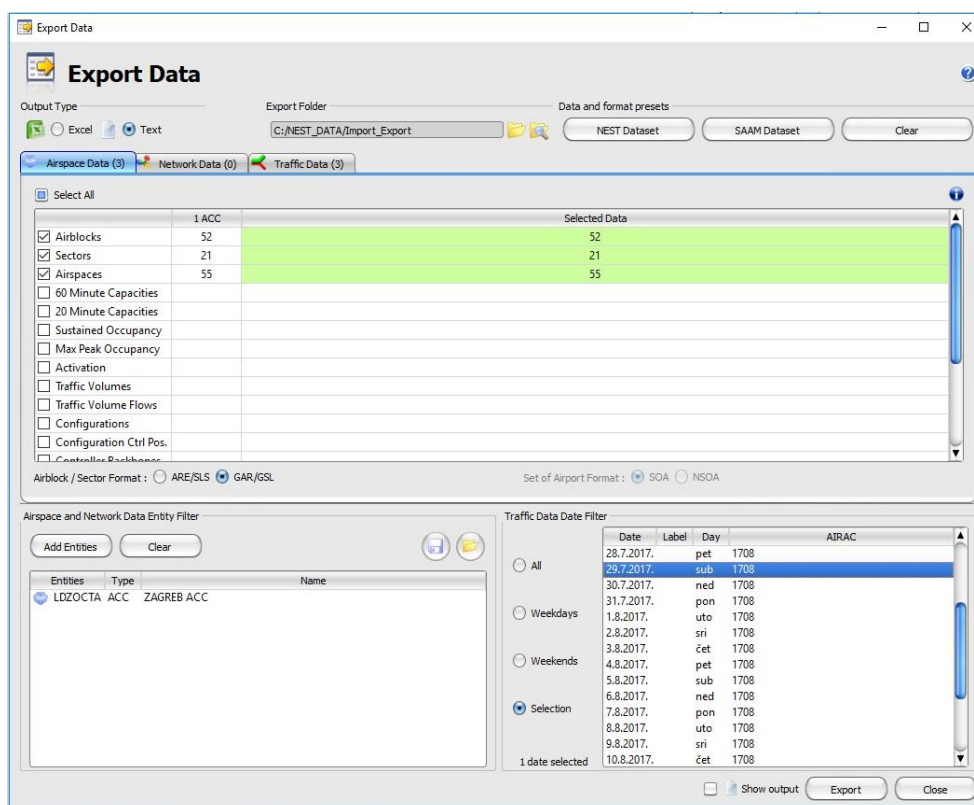 Export Data
Export Data
Output Type
Export Folder
Data and format presets
Excel
Text
C:/NEST_DATA/Import_Export
NEST Dataset
SAAM Dataset
Clear
Airspace Data (3)
Network Data (0)
Traffic Data (3)
Select All
1 ACC Selected Data
Airblocks 52 52
Sectors 21 21
Airspaces 55 55
60 Minute Capacities
20 Minute Capacities
Sustained Occupancy
Max Peak Occupancy
Activation
Traffic Volumes
Traffic Volume Flows
Configurations
Configuration Ctrl Pos.
Controller Backbones
Airblock / Sector Format : ARE/SLS GAR/GSL
Set of Airport Format : SOA NSOA
Airspace and Network Data Entity Filter
Add Entities
Clear
Entities Type Name
LDZOCTA ACC ZAGREB ACC
Traffic Data Date Filter
All
Weekdays
Weekends
Selection
1 date selected
Date Label Day AIRAC
28.7.2017. pet 1708
29.7.2017. sub 1708
30.7.2017. ned 1708
31.7.2017. pon 1708
1.8.2017. uto 1708
2.8.2017. sri 1708
3.8.2017. čet 1708
4.8.2017. pet 1708
5.8.2017. sub 1708
6.8.2017. ned 1708
7.8.2017. pon 1708
8.8.2017. uto 1708
9.8.2017. sri 1708
10.8.2017. čet 1708
Show output
Export
Close